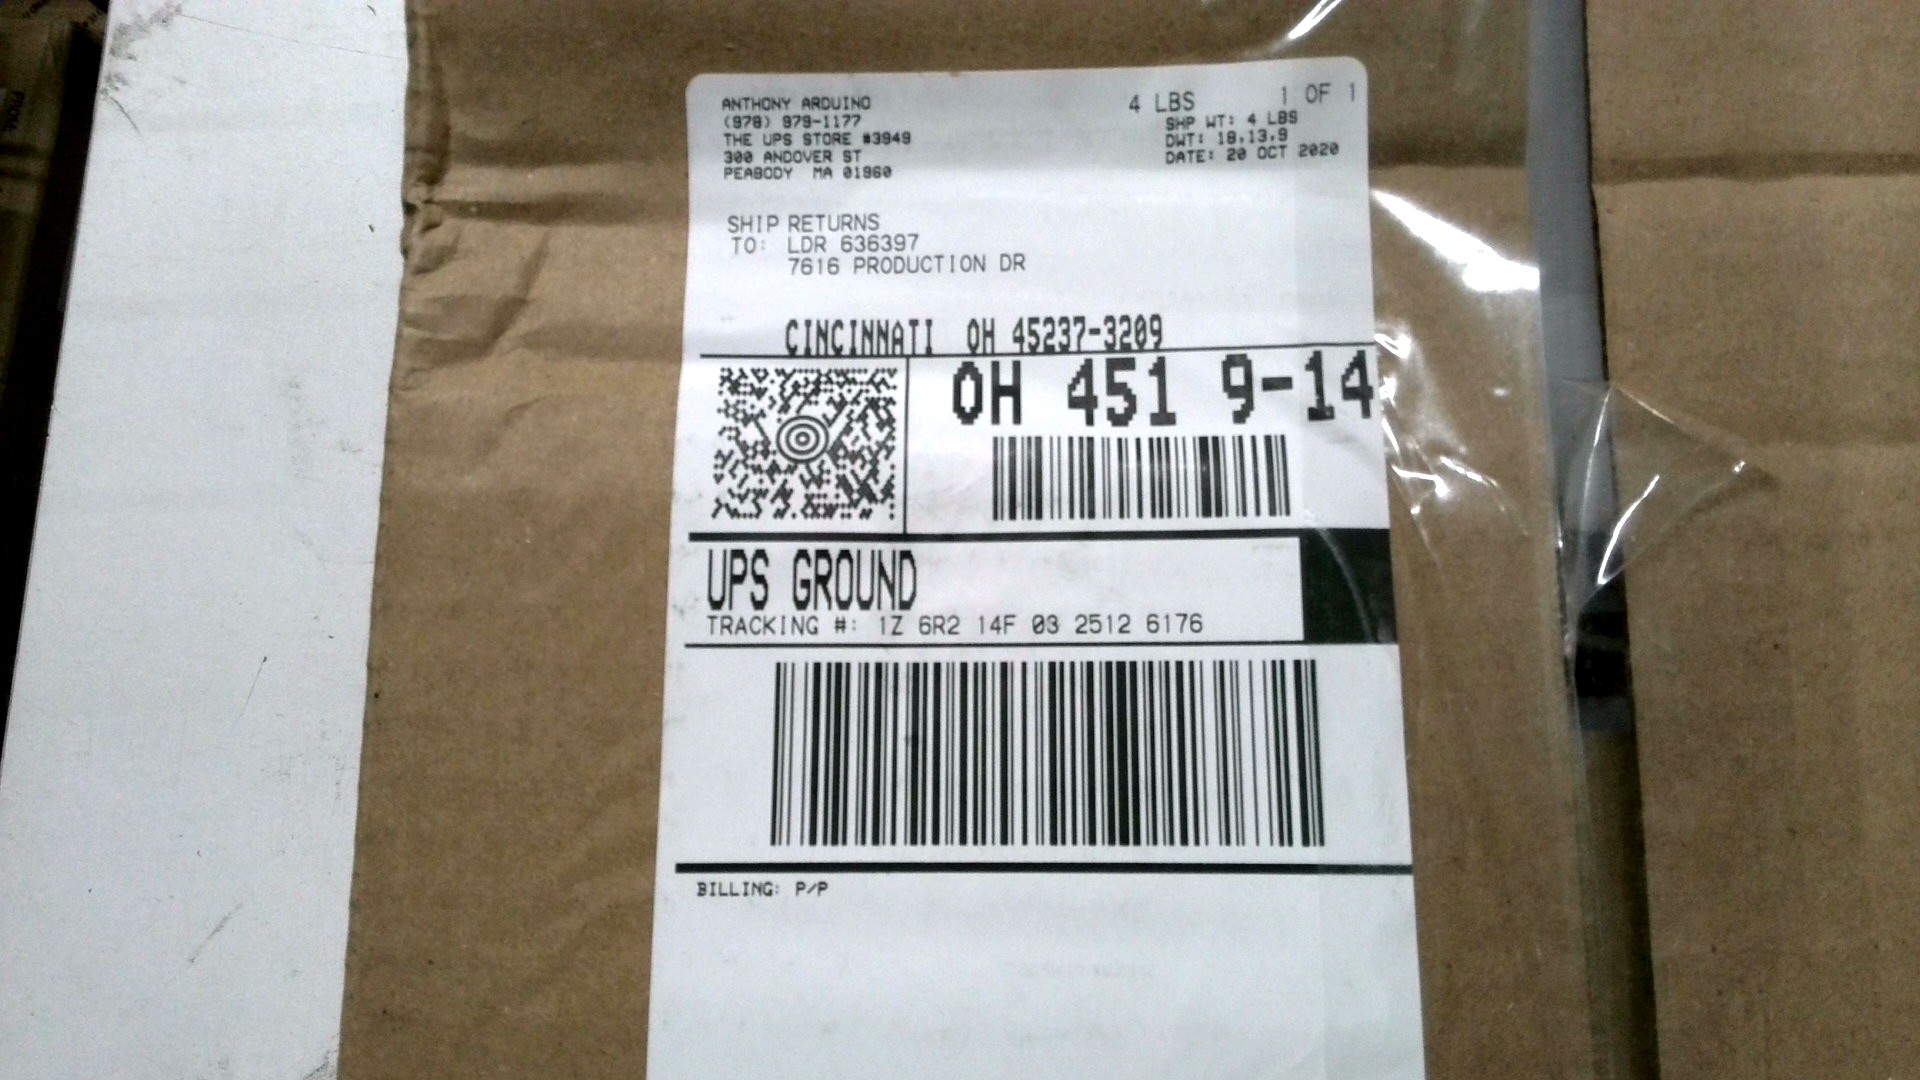 ANTHONY ARDUINO
(978) 979-1177
THE UPS STORE #3949
300 ANDOVER ST
PEABODY MA 01960
4 LBS 1 OF 1
SHP WT: 4 LBS
DWT: 18,13,9
DATE: 20 OCT 2020
SHIP RETURNS
TO: LDR 636397
7616 PRODUCTION DR
CINCINNATI OH 45237-3209
OH 451 9-14
UPS GROUND
TRACKING #: 1Z 6R2 14F 03 2512 6176
BILLING: P/P